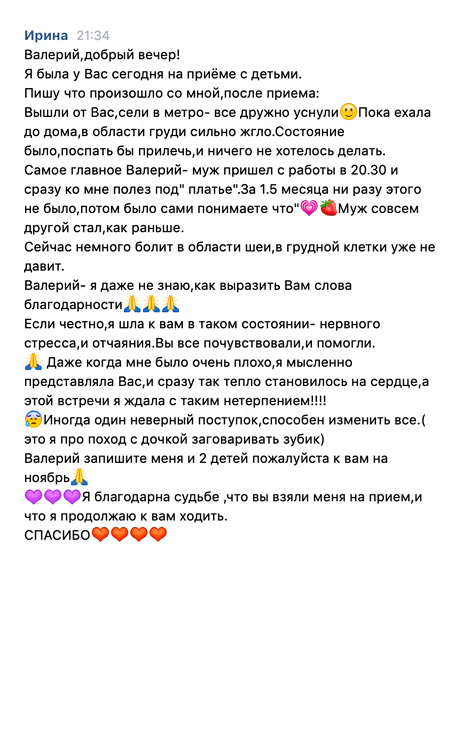 Ирина 21:34
Валерий,добрый вечер!
Я была у Вас сегодня на приёме с детьми.
Пишу что произошло со мной,после приема:
Вышли от Вас,сели в метро- все дружно уснули🙂Пока ехала
до дома,в области груди сильно жгло.Состояние
было,поспать бы прилечь,и ничего не хотелось делать.
Самое главное Валерий- муж пришел с работы в 20.30 и
сразу ко мне полез под" платье".За 1.5 месяца ни разу этого
не было,потом было сами понимаете что"💗🍓Муж совсем
другой стал,как раньше.
Сейчас немного болит в области шеи,в грудной клетки уже не
давит.
Валерий- я даже не знаю,как выразить Вам слова
благодарности🙏🙏🙏
Если честно,я шла к вам в таком состоянии- нервного
стресса,и отчаяния.Вы все почувствовали,и помогли.
🙏 Даже когда мне было очень плохо,я мысленно
представляла Вас,и сразу так тепло становилось на сердце,а
этой встречи я ждала с таким нетерпением!!!!
😰Иногда один неверный поступок,способен изменить все.(
это я про поход с дочкой заговаривать зубик)
Валерий запишите меня и 2 детей пожалуйста к вам на
ноябрь🙏
💜💜💜Я благодарна судьбе ,что вы взяли меня на прием,и
что я продолжаю к вам ходить.
СПАСИБО❤️❤️❤️❤️